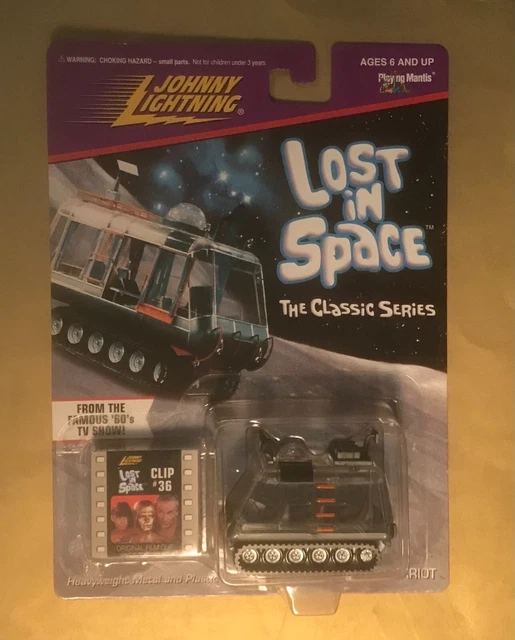 WARNING: CHOKING HAZARD – small parts. Not for children under 3 years
AGES 6 AND UP
Playing Mantis
JOHNNY
LIGHTNING®
LOST
IN
SPACE™
THE CLASSIC SERIES
FROM THE
FAMOUS '60's
TV SHOW!
LOST
IN
SPACE
CLIP
#36
ORIGINAL FILM
Heavyweight Metal and Plas
RIOT